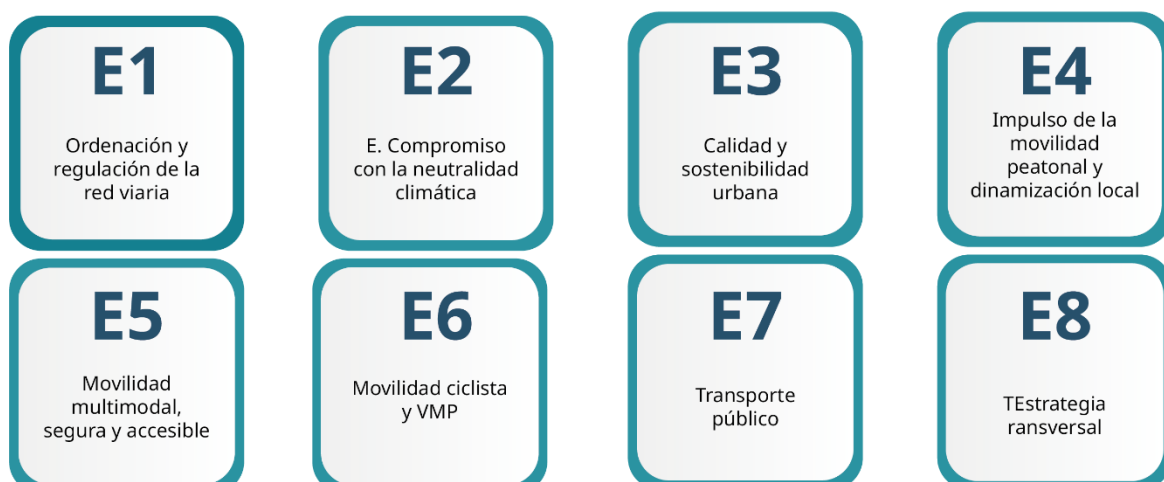 E1
Ordenación y
regulación de la
red viaria
E2
E. Compromiso
con la neutralidad
climática
E3
Calidad y
sostenibilidad
urbana
E4
Impulso de la
movilidad
peatonal y
dinamización local
E5
Movilidad
multimodal,
segura y accesible
E6
Movilidad ciclista
y VMP
E7
Transporte
público
E8
TEstrategia
ransversal